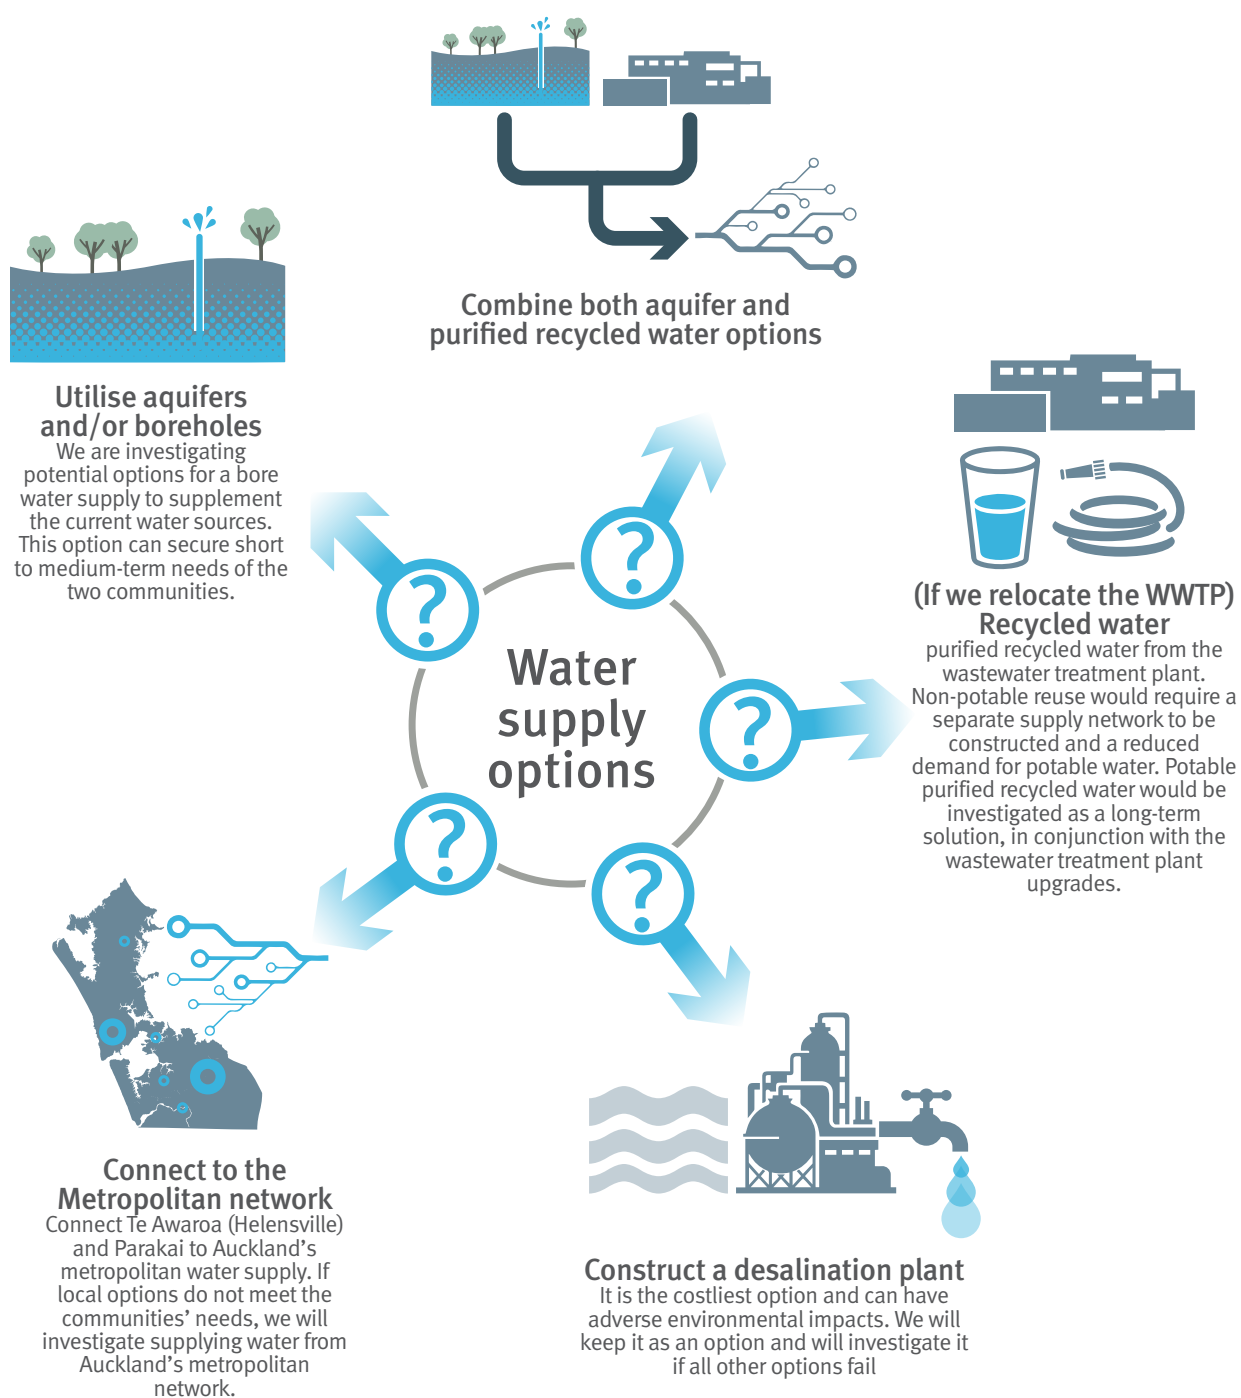 Combine both aquifer and
purified recycled water options
Utilise aquifers
and/or boreholes
We are investigating
potential options for a bore
water supply to supplement
the current water sources.
This option can secure short
to medium-term needs of the
two communities.
(If we relocate the WWTP)
Recycled water
purified recycled water from the
wastewater treatment plant.
Non-potable reuse would require a
separate supply network to be
constructed and a reduced
demand for potable water. Potable
purified recycled water would be
investigated as a long-term
solution, in conjunction with the
wastewater treatment plant
upgrades.
?
?
?
?
?
Water
supply
options
Connect to the
Metropolitan network
Connect Te Awaroa (Helensville)
and Parakai to Auckland’s
metropolitan water supply. If
local options do not meet the
communities’ needs, we will
investigate supplying water from
Auckland’s metropolitan
network.
Construct a desalination plant
It is the costliest option and can have
adverse environmental impacts. We will
keep it as an option and will investigate it
if all other options fail